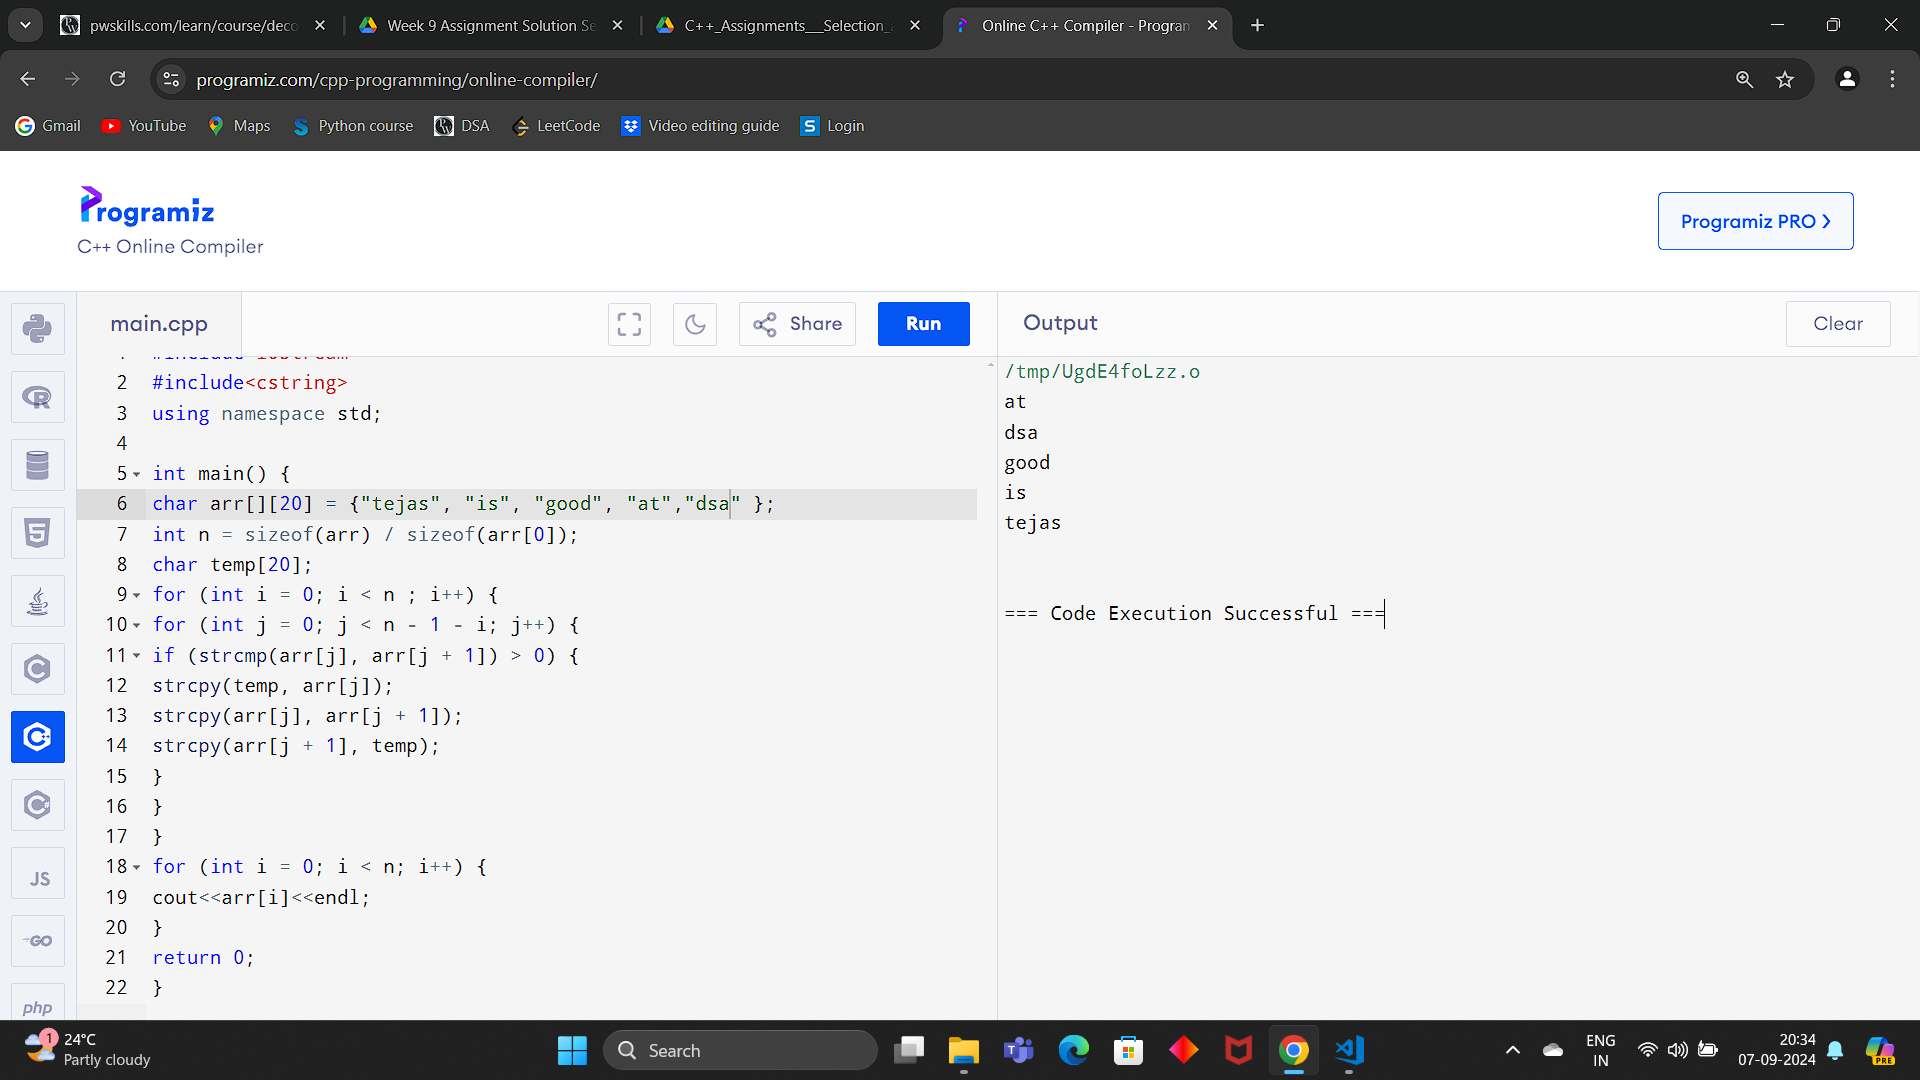 pwskills.com/learn/course/deco
Week 9 Assignment Solution Se
C++_Assignments__Selection_a
Online C++ Compiler - Program
programiz.com/cpp-programming/online-compiler/
Gmail
YouTube
Maps
Python course
DSA
LeetCode
Video editing guide
S Login
Programiz
C++ Online Compiler
Programiz PRO >
main.cpp
Share
Run
Output
Clear
2 #include<cstring>
3 using namespace std;
4
5 int main() {
6 char arr[][20] = {"tejas", "is", "good", "at","dsa" };
7 int n = sizeof(arr) / sizeof(arr[0]);
8 char temp[20];
9 for (int i = 0; i < n ; i++) {
10 for (int j = 0; j < n - 1 - i; j++) {
11 if (strcmp(arr[j], arr[j + 1]) > 0) {
12 strcpy(temp, arr[j]);
13 strcpy(arr[j], arr[j + 1]);
14 strcpy(arr[j + 1], temp);
15 }
16 }
17 }
18 for (int i = 0; i < n; i++) {
19 cout<<arr[i]<<endl;
20 }
21 return 0;
22 }
/tmp/UgdE4foLzz.o
at
dsa
good
is
tejas
=== Code Execution Successful ===
JS
GO
php
1
24°C
Partly cloudy
Search
ENG
IN
20:34
07-09-2024
PRE